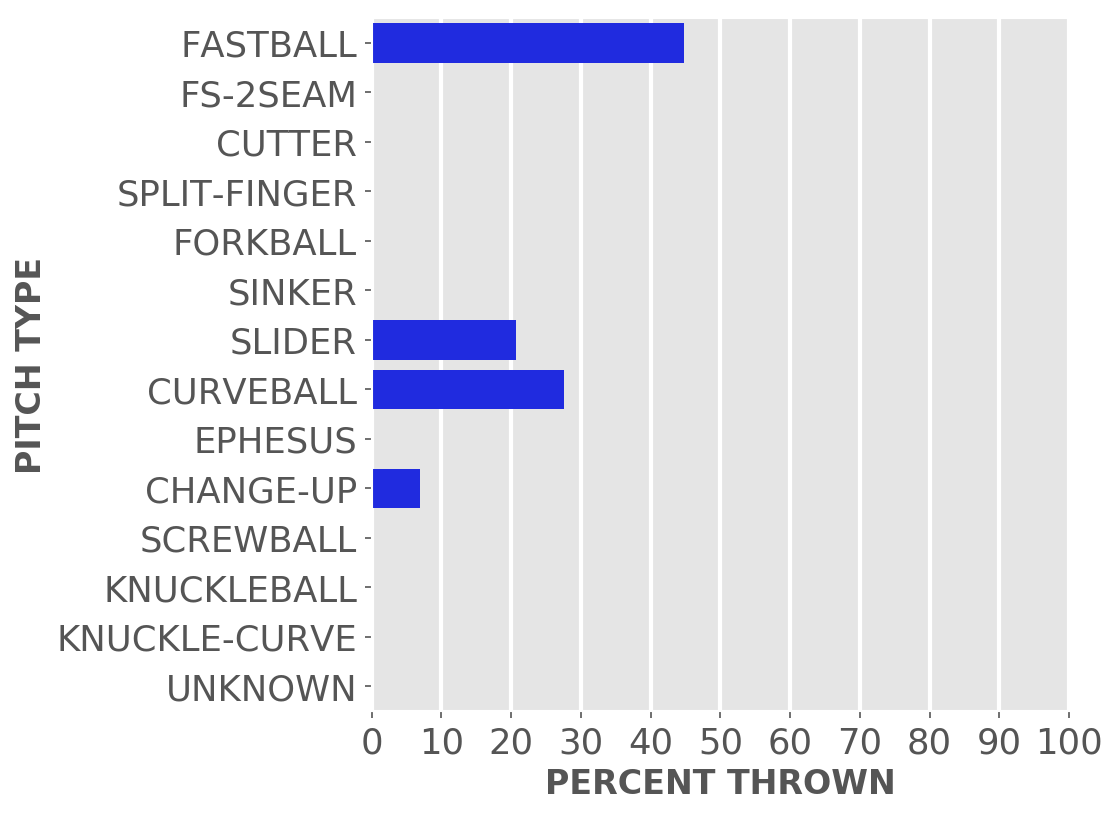 FASTBALL
FS-2SEAM
CUTTER
SPLIT-FINGER
FORKBALL
SINKER
SLIDER
CURVEBALL
EPHESUS
CHANGE-UP
SCREWBALL
KNUCKLEBALL
KNUCKLE-CURVE
UNKNOWN
PITCH TYPE
0 10 20 30 40 50 60 70 80 90 100
PERCENT THROWN